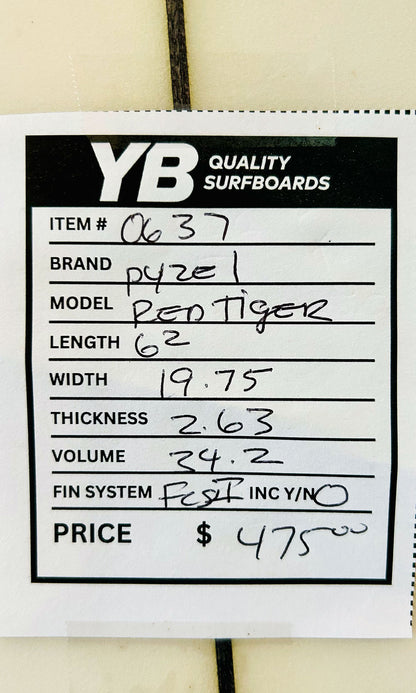 YB QUALITY
SURFBOARDS
ITEM # 0637
BRAND pyzel
MODEL RED TIGER
LENGTH 6²
WIDTH 19.75
THICKNESS 2.63
VOLUME 34.2
FIN SYSTEM FCSII INC Y/N O
PRICE $ 475⁰⁰